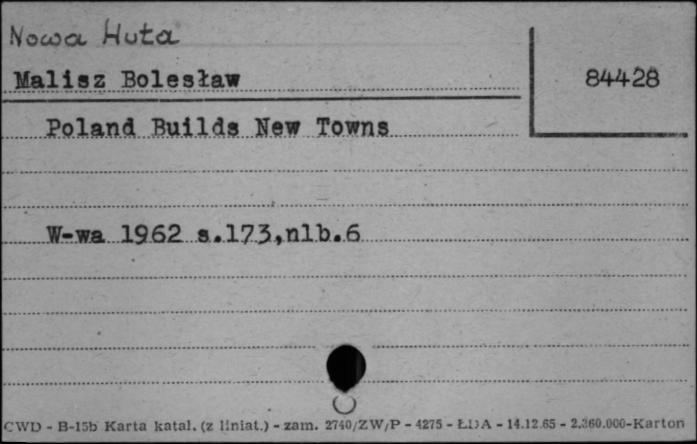 Nowa Huta
Malisz Bolesław
84428
Poland Builds New Towns
W-wa 1962 s.173,nlb.6
CWD - B-15b Karta katal. (z liniat.) - zam. 2740/ZW/P - 4275 - ŁDA - 14.12.65 - 2.360.000-Karton